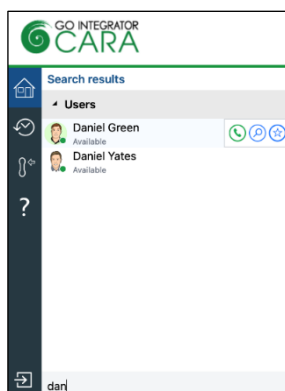 GO INTEGRATOR
CARA
Search results
Users
Daniel Green
Available
Daniel Yates
Available
?
dan